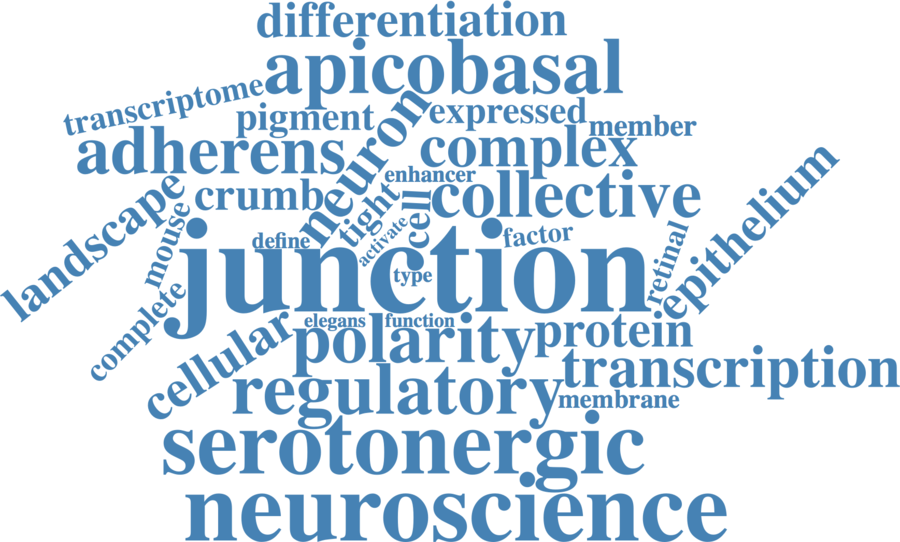 differentiation
apicobasal
transcriptome
pigment
neuron
expressed
member
adherens
complex
enhancer
landscape
crumb
tight
cell
collective
epithelium
mouse
define
activate
factor
retinal
junction
type
complete
cellular
elegans
function
polarity
protein
transcription
regulatory
membrane
serotonergic
neuroscience